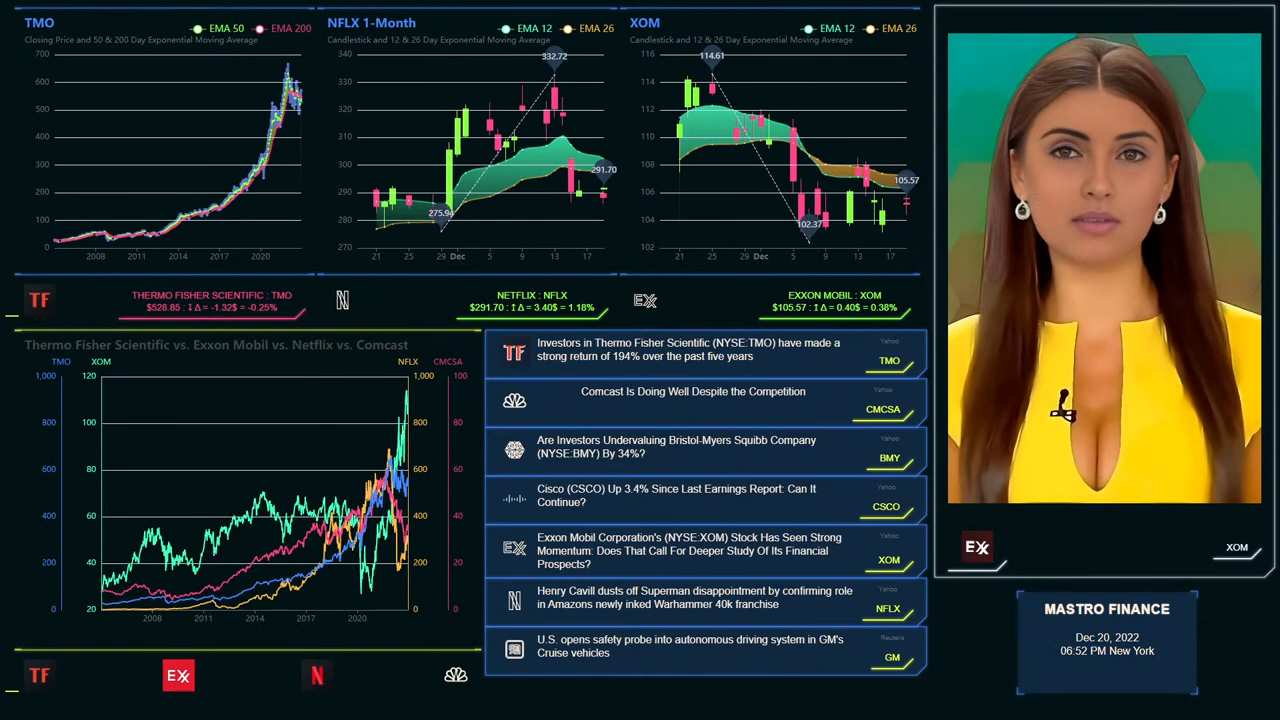 TMO
EMA 50
EMA 200
Closing Price and 50 & 200 Day Exponential Moving Average
700
600
500
400
300
200
100
0
2008
2011
2014
2017
2020
NFLX 1-Month
EMA 12
EMA 26
Candlestick and 12 & 26 Day Exponential Moving Average
340
330
320
310
300
290
280
270
332.72
291.70
275.94
21
25
29
Dec
5
9
13
17
XOM
EMA 12
EMA 26
Candlestick and 12 & 26 Day Exponential Moving Average
116
114
112
110
108
106
104
102
114.61
105.57
102.37
21
25
29
Dec
5
9
13
17
TF
THERMO FISHER SCIENTIFIC : TMO
$528.85 : I Δ = -1.32$ = -0.25%
N
NETFLIX : NFLX
$291.70 : I Δ = 3.40$ = 1.18%
EX
EXXON MOBIL : XOM
$105.57 : I Δ = 0.40$ = 0.38%
Thermo Fisher Scientific vs. Exxon Mobil vs. Netflix vs. Comcast
TMO
XOM
NFLX
CMCSA
1,000
800
600
400
200
0
120
100
80
60
40
20
1,000
800
600
400
200
0
100
80
60
40
20
0
2008
2011
2014
2017
2020
TF
EX
N
TF
Investors in Thermo Fisher Scientific (NYSE:TMO) have made a
strong return of 194% over the past five years
Yahoo
TMO
Comcast Is Doing Well Despite the Competition
Yahoo
CMCSA
Are Investors Undervaluing Bristol-Myers Squibb Company
(NYSE:BMY) By 34%?
Yahoo
BMY
Cisco (CSCO) Up 3.4% Since Last Earnings Report: Can It
Continue?
Yahoo
CSCO
EX
Exxon Mobil Corporation's (NYSE:XOM) Stock Has Seen Strong
Momentum: Does That Call For Deeper Study Of Its Financial
Prospects?
Yahoo
XOM
N
Henry Cavill dusts off Superman disappointment by confirming role
in Amazons newly inked Warhammer 40k franchise
Yahoo
NFLX
gm
U.S. opens safety probe into autonomous driving system in GM's
Cruise vehicles
Reuters
GM
EX
XOM
MASTRO FINANCE
Dec 20, 2022
06:52 PM New York